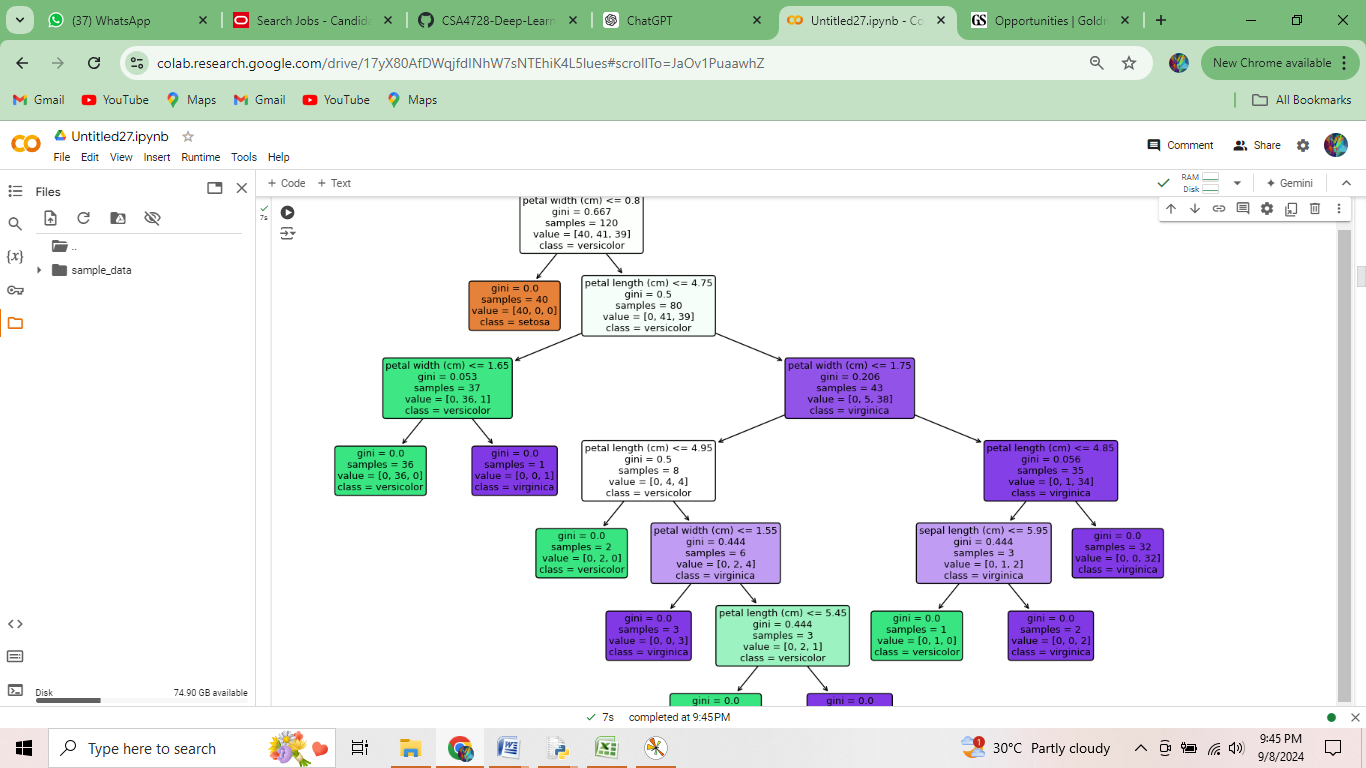 (37) WhatsApp
Search Jobs - Candida
CSA4728-Deep-Learn
ChatGPT
Untitled27.ipynb - Co
GS Opportunities | Goldm
colab.research.google.com/drive/17yX80AfDWqjfdINhW7sNTEhiK4L5lues#scrollTo=JaOv1PuaawhZ
New Chrome available
Gmail
YouTube
Maps
Gmail
YouTube
Maps
All Bookmarks
CO
Untitled27.ipynb
File Edit View Insert Runtime Tools Help
Comment
Share
Files
+ Code + Text
RAM
Disk
Gemini
..
sample_data
{x}
7s
petal width (cm) <= 0.8
gini = 0.667
samples = 120
value = [40, 41, 39]
class = versicolor
gini = 0.0
samples = 40
value = [40, 0, 0]
class = setosa
petal length (cm) <= 4.75
gini = 0.5
samples = 80
value = [0, 41, 39]
class = versicolor
petal width (cm) <= 1.65
gini = 0.053
samples = 37
value = [0, 36, 1]
class = versicolor
petal width (cm) <= 1.75
gini = 0.206
samples = 43
value = [0, 5, 38]
class = virginica
gini = 0.0
samples = 36
value = [0, 36, 0]
class = versicolor
gini = 0.0
samples = 1
value = [0, 0, 1]
class = virginica
petal length (cm) <= 4.95
gini = 0.5
samples = 8
value = [0, 4, 4]
class = versicolor
petal length (cm) <= 4.85
gini = 0.056
samples = 35
value = [0, 1, 34]
class = virginica
gini = 0.0
samples = 2
value = [0, 2, 0]
class = versicolor
petal width (cm) <= 1.55
gini = 0.444
samples = 6
value = [0, 2, 4]
class = virginica
sepal length (cm) <= 5.95
gini = 0.444
samples = 3
value = [0, 1, 2]
class = virginica
gini = 0.0
samples = 32
value = [0, 0, 32]
class = virginica
gini = 0.0
samples = 3
value = [0, 0, 3]
class = virginica
petal length (cm) <= 5.45
gini = 0.444
samples = 3
value = [0, 2, 1]
class = versicolor
gini = 0.0
samples = 1
value = [0, 1, 0]
class = versicolor
gini = 0.0
samples = 2
value = [0, 0, 2]
class = virginica
gini = 0.0
gini = 0.0
Disk
74.90 GB available
7s completed at 9:45PM
Type here to search
1
30°C Partly cloudy
9:45 PM
9/8/2024